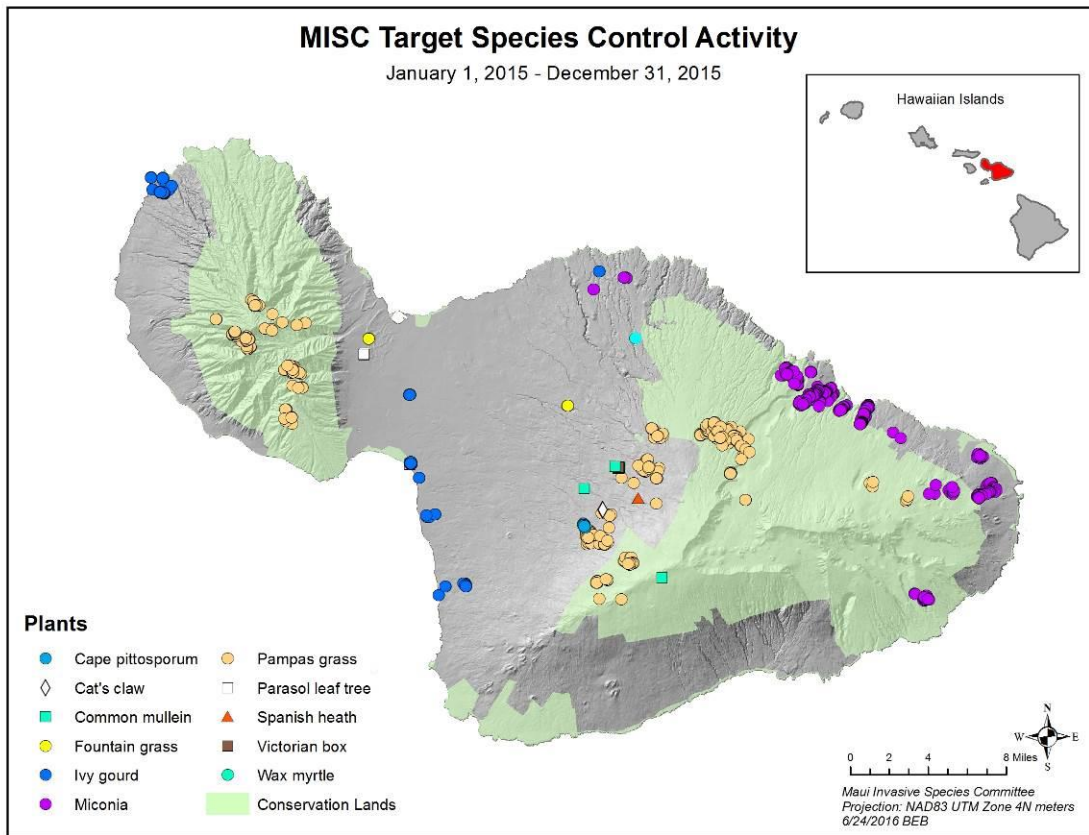 MISC Target Species Control Activity
January 1, 2015 - December 31, 2015
Hawaiian Islands
Plants
Cape pittosporum
Cat's claw
Common mullein
Fountain grass
Ivy gourd
Miconia
Pampas grass
Parasol leaf tree
Spanish heath
Victorian box
Wax myrtle
Conservation Lands
N
W E
S
0 2 4 8 Miles
Maui Invasive Species Committee
Projection: NAD83 UTM Zone 4N meters
6/24/2016 BEB